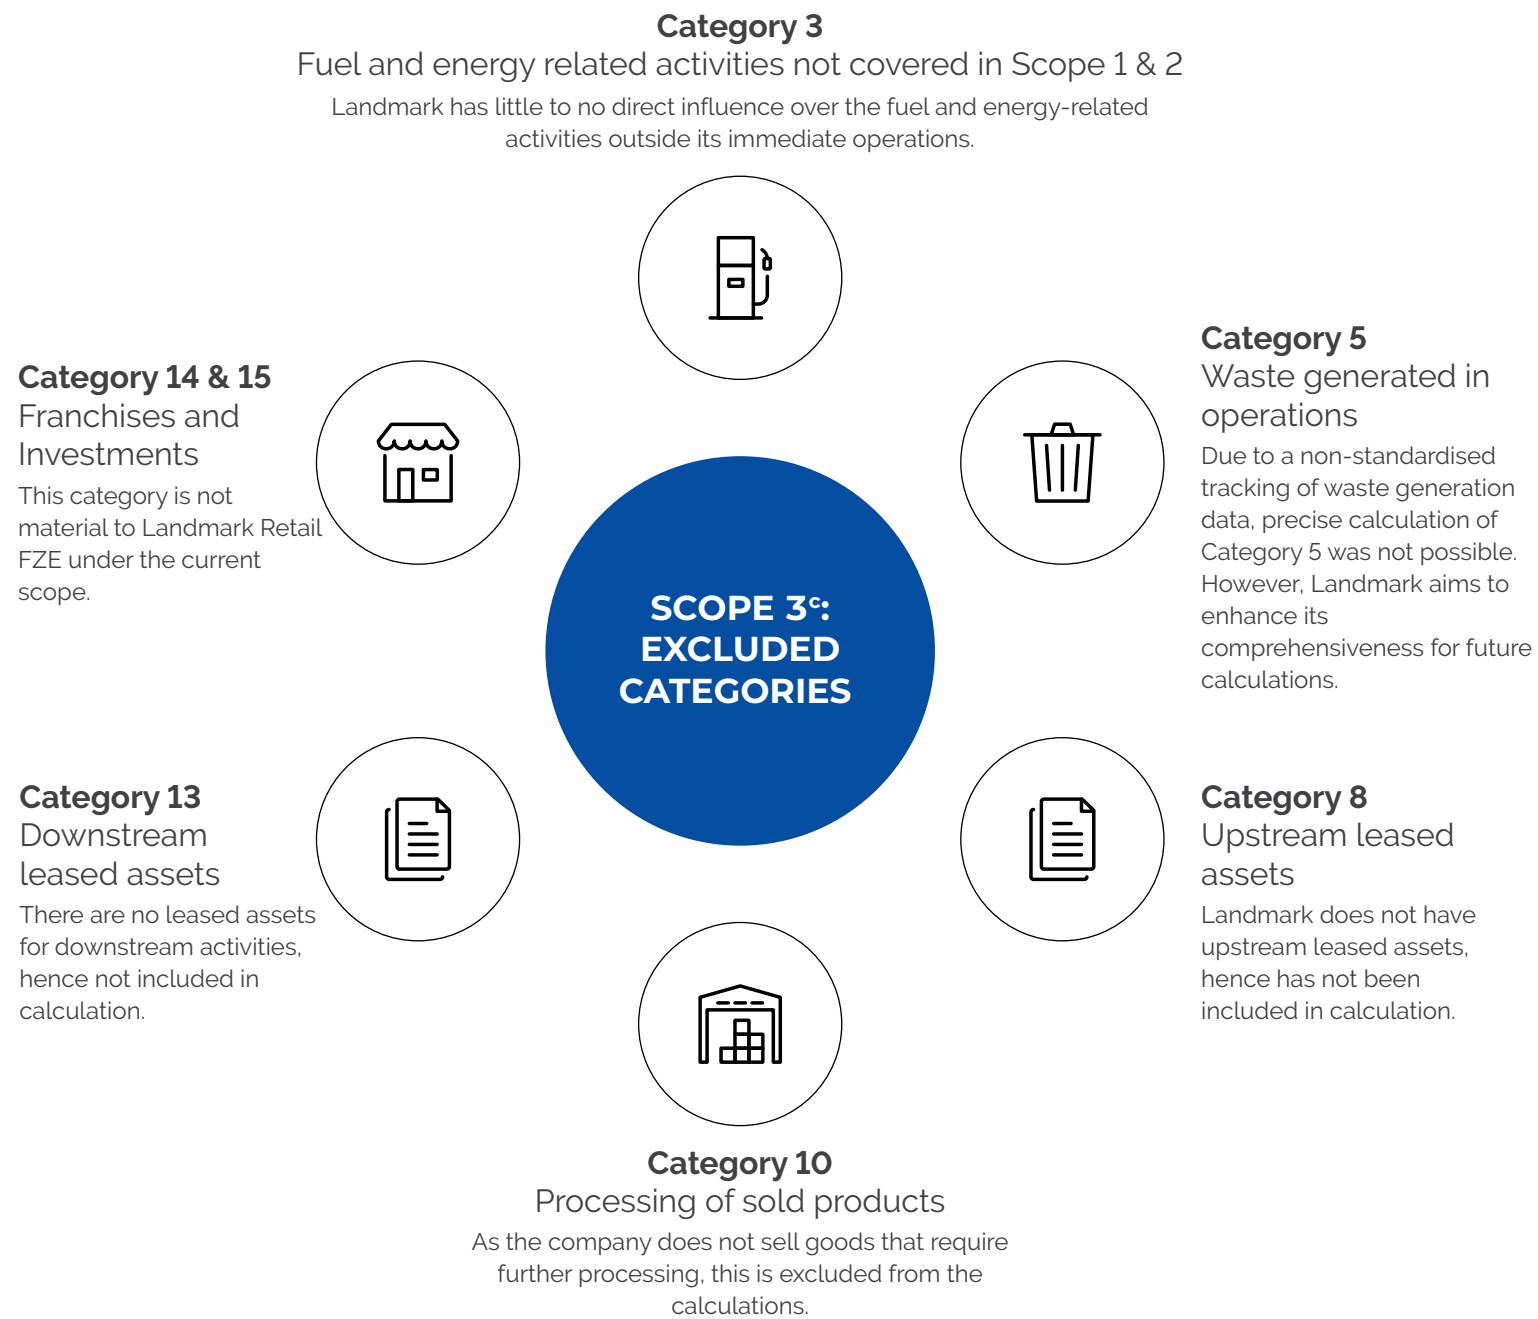 Category 3
Fuel and energy related activities not covered in Scope 1 & 2
Landmark has little to no direct influence over the fuel and energy-related
activities outside its immediate operations.
Category 5
Waste generated in
operations
Due to a non-standardised
tracking of waste generation
data, precise calculation of
Category 5 was not possible.
However, Landmark aims to
enhance its
comprehensiveness for future
calculations.
Category 14 & 15
Franchises and
Investments
This category is not
material to Landmark Retail
FZE under the current
scope.
SCOPE 3ᶜ:
EXCLUDED
CATEGORIES
Category 13
Downstream
leased assets
There are no leased assets
for downstream activities,
hence not included in
calculation.
Category 8
Upstream leased
assets
Landmark does not have
upstream leased assets,
hence has not been
included in calculation.
Category 10
Processing of sold products
As the company does not sell goods that require
further processing, this is excluded from the
calculations.